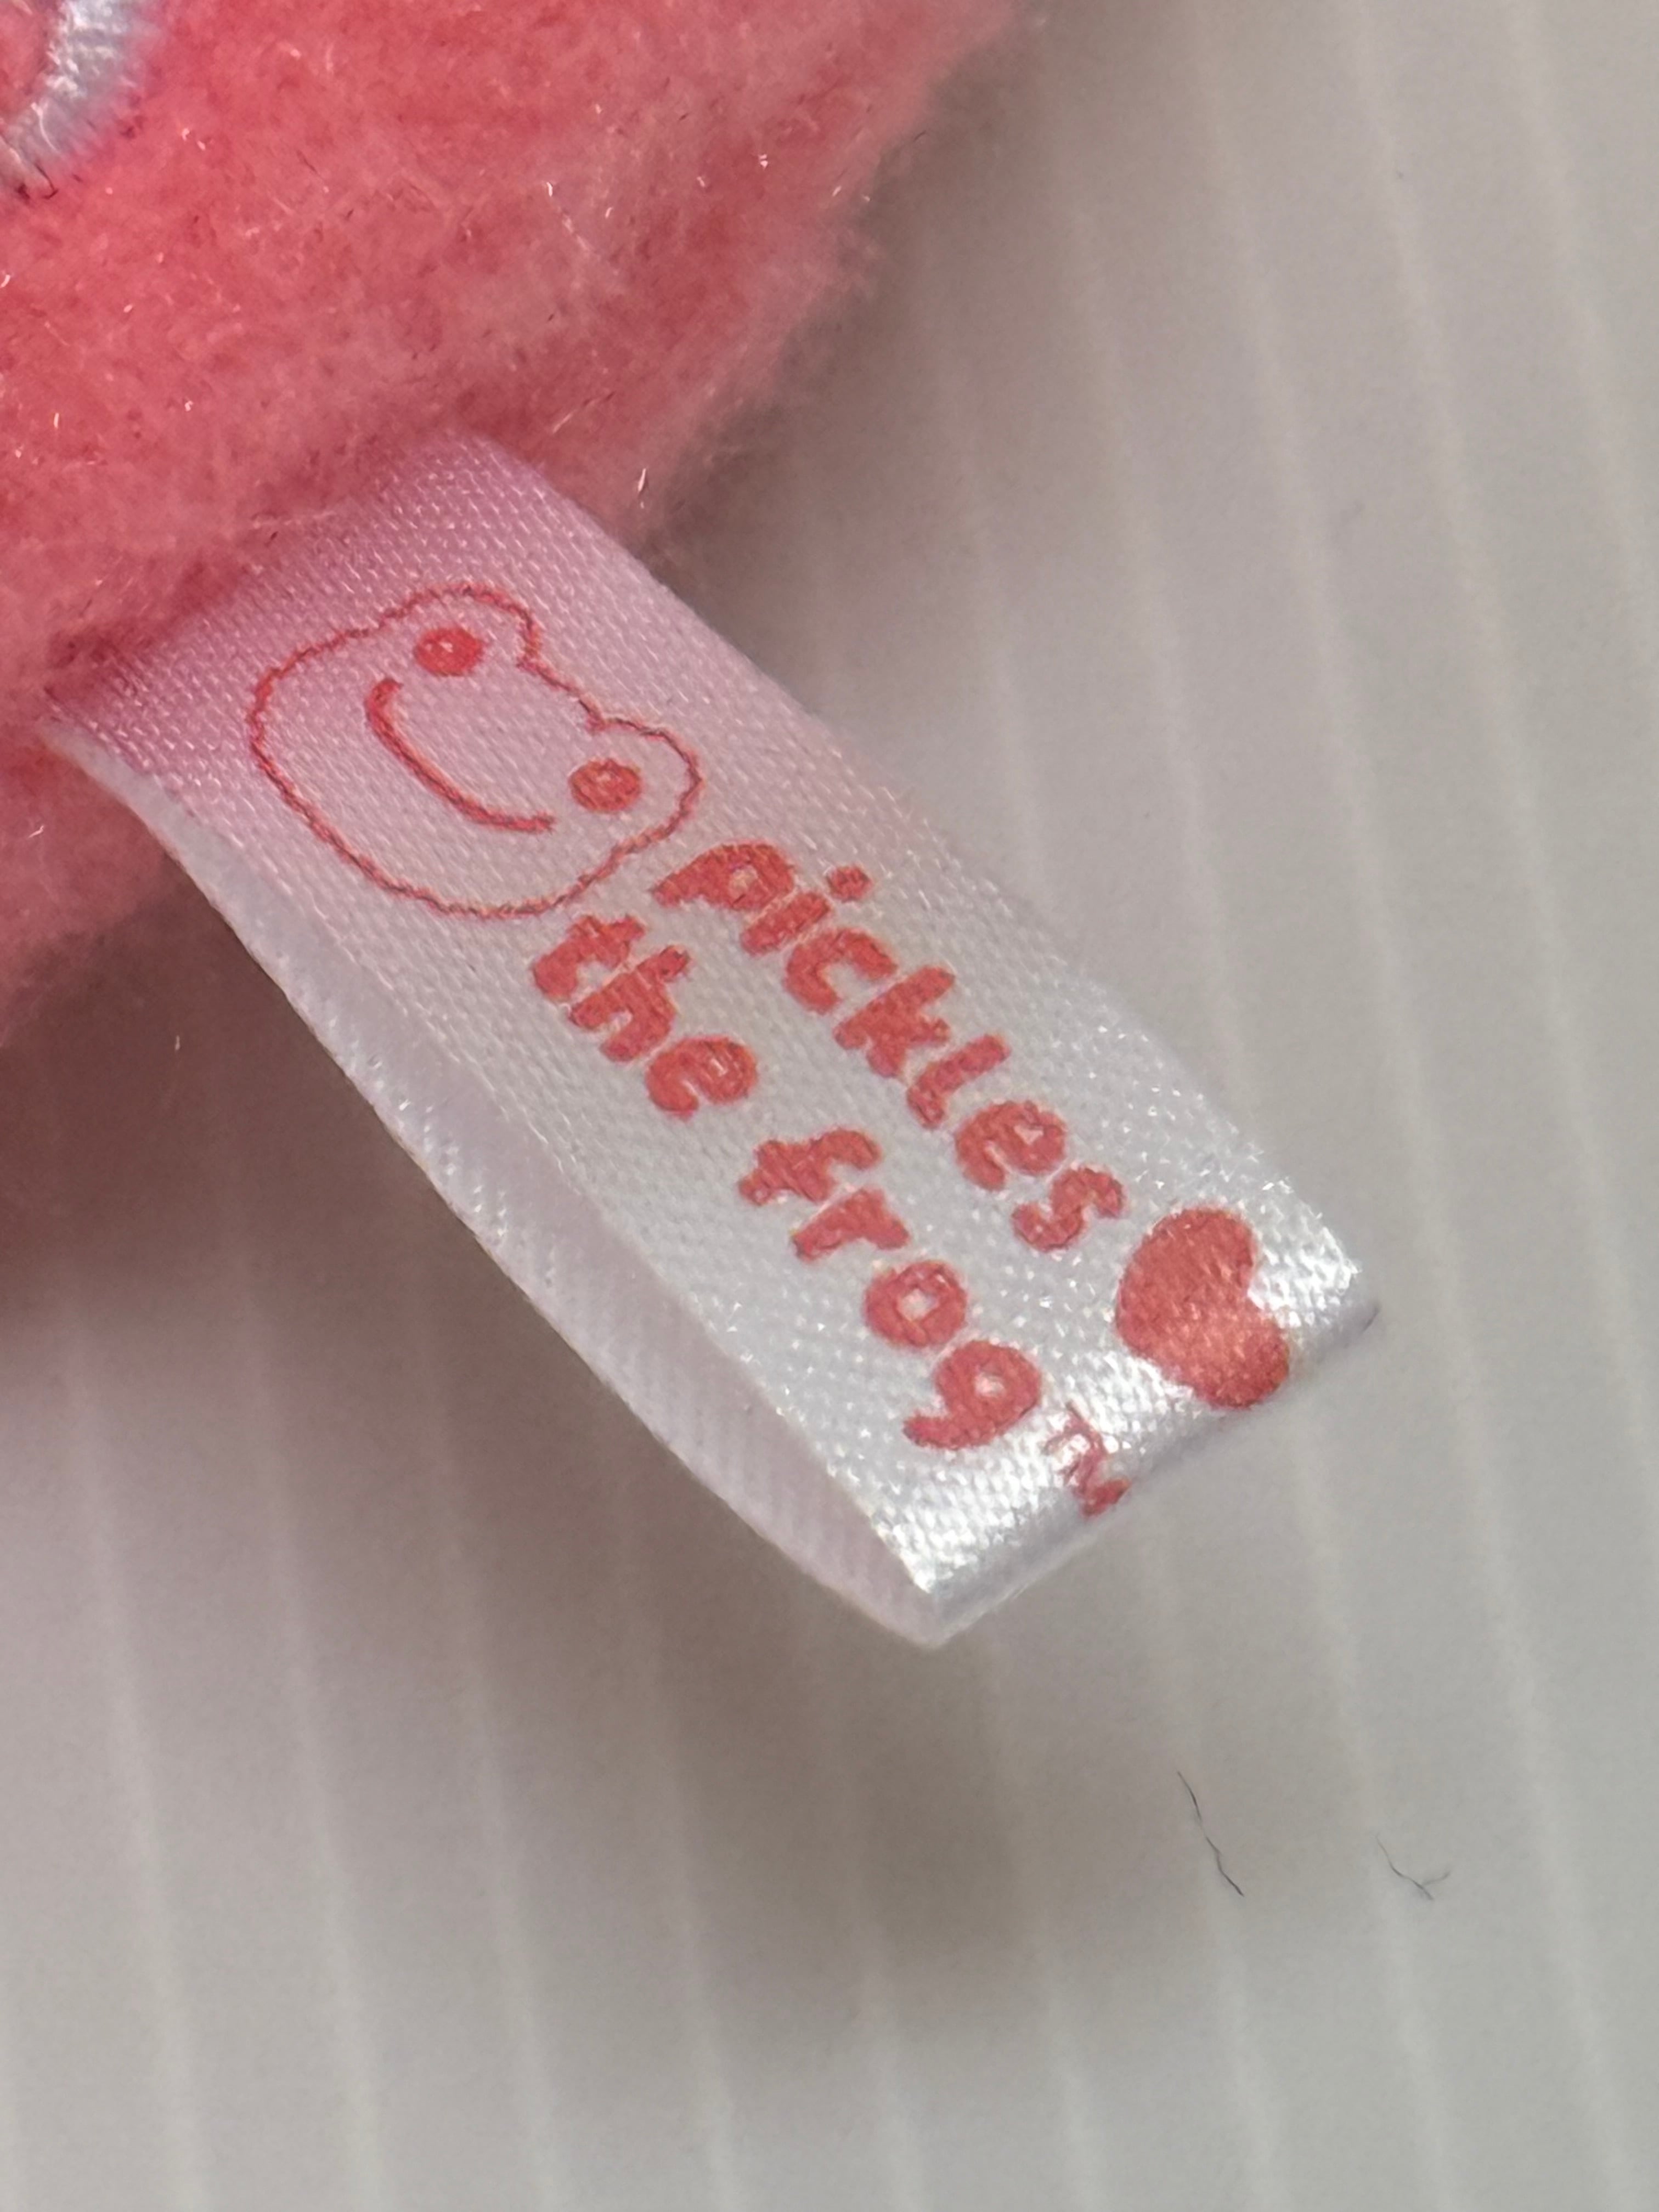 pickles
the frog™